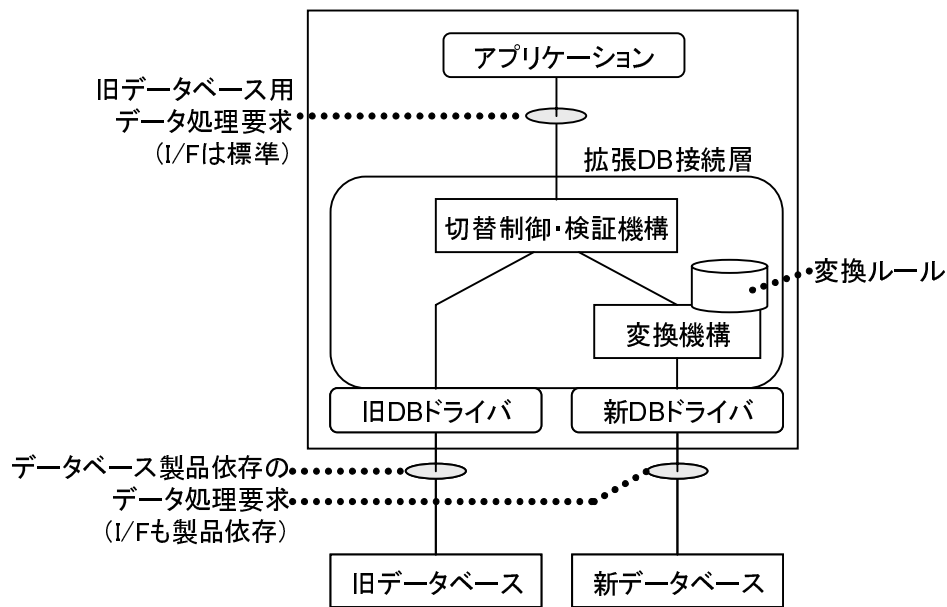 アプリケーション
旧データベース用
データ処理要求
(I/Fは標準)
拡張DB接続層
切替制御・検証機構
変換ルール
変換機構
旧DBドライバ
新DBドライバ
データベース製品依存の
データ処理要求
(I/Fも製品依存)
旧データベース
新データベース